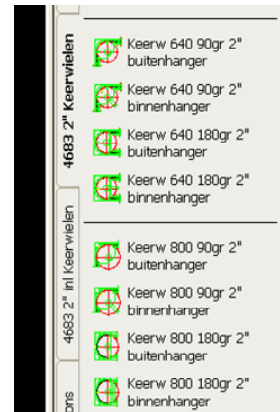 4683 2" Keerwielen
4683 2" inl Keerwielen
ons
Keerw 640 90gr 2"
buitenhanger
Keerw 640 90gr 2"
binnenhanger
Keerw 640 180gr 2"
buitenhanger
Keerw 640 180gr 2"
binnenhanger
Keerw 800 90gr 2"
buitenhanger
Keerw 800 90gr 2"
binnenhanger
Keerw 800 180gr 2"
buitenhanger
Keerw 800 180gr 2"
binnenhanger